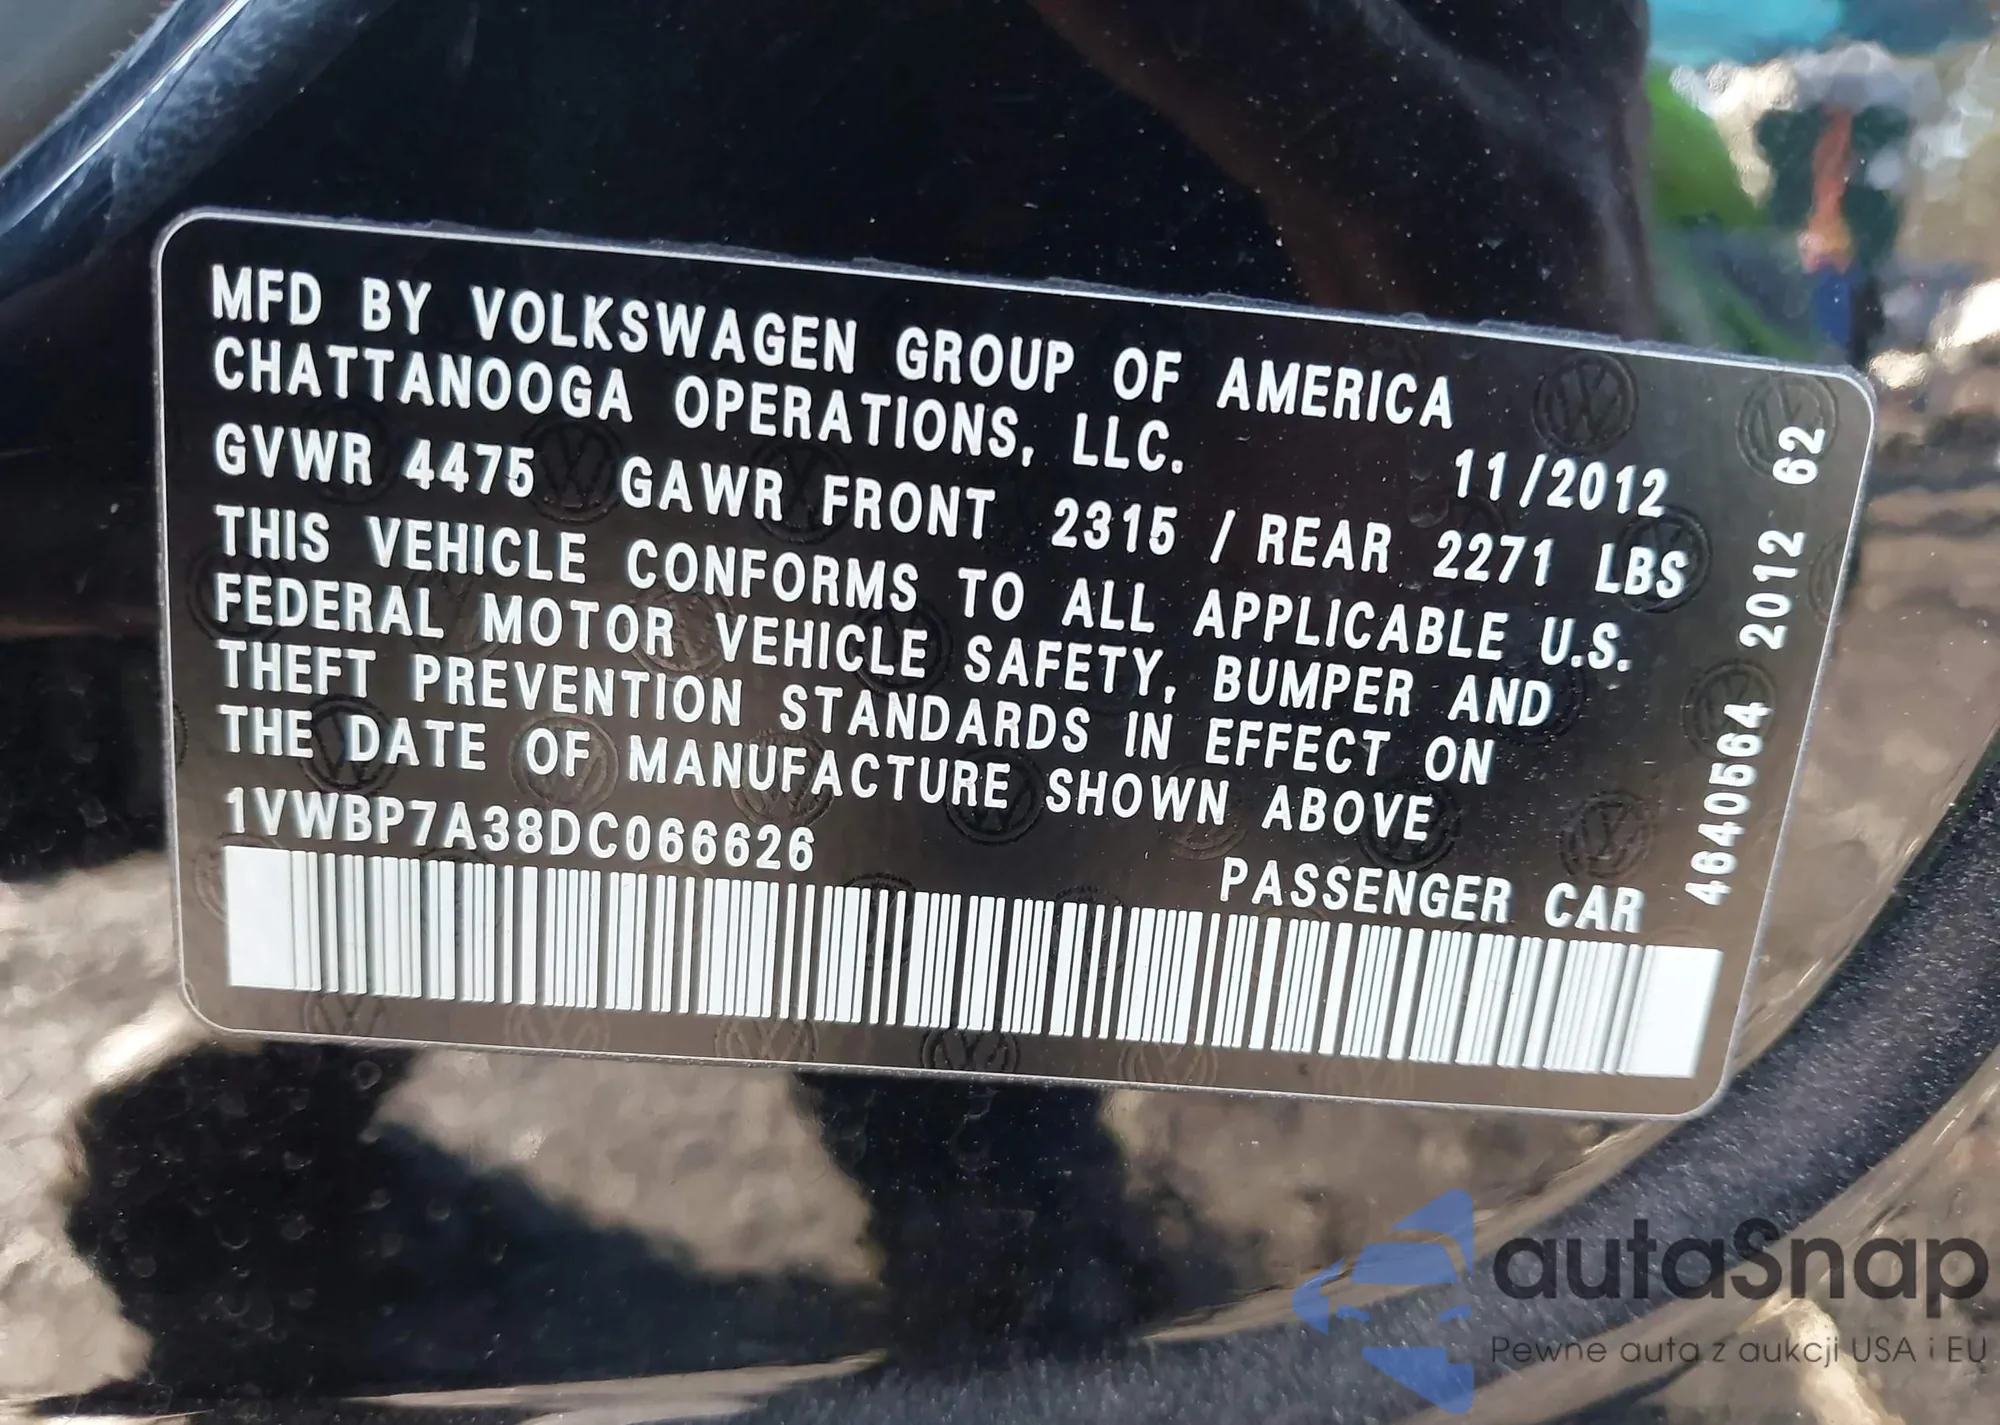 MFD BY VOLKSWAGEN GROUP OF AMERICA
CHATTANOOGA OPERATIONS, LLC.
11/2012
GVWR 4475 GAWR FRONT 2315 / REAR 2271 LBS
THIS VEHICLE CONFORMS TO ALL APPLICABLE U.S.
FEDERAL MOTOR VEHICLE SAFETY, BUMPER AND
THEFT PREVENTION STANDARDS IN EFFECT ON
THE DATE OF MANUFACTURE SHOWN ABOVE
1VWBP7A38DC066626
PASSENGER CAR
4640564 2012 62
autaSnap
Pewne auta z aukcji USA i EU